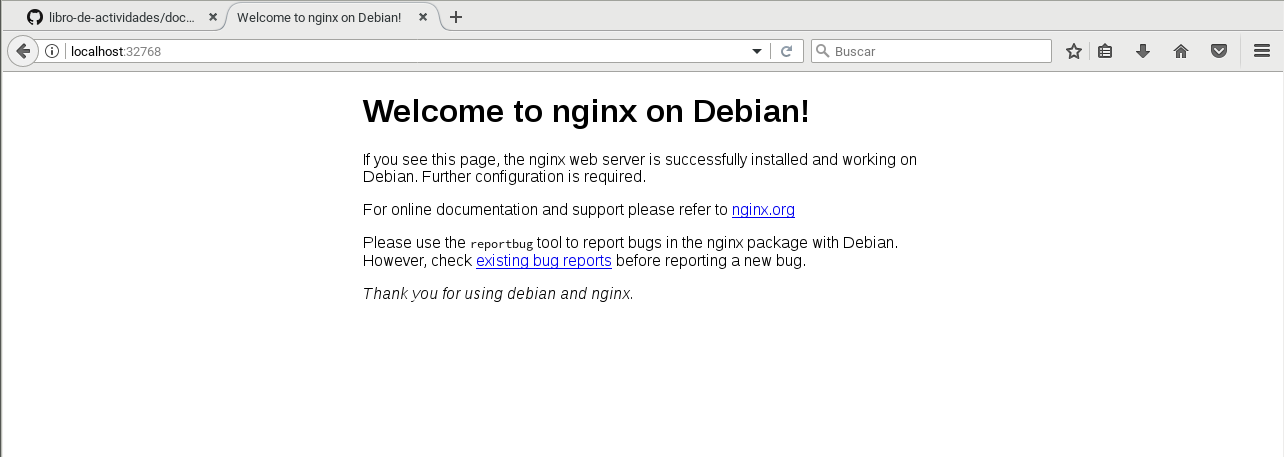 libro-de-actividades/doc...
Welcome to nginx on Debian!
localhost:32768
Buscar
Welcome to nginx on Debian!
If you see this page, the nginx web server is successfully installed and working on
Debian. Further configuration is required.
For online documentation and support please refer to nginx.org
Please use the reportbug tool to report bugs in the nginx package with Debian.
However, check existing bug reports before reporting a new bug.
Thank you for using debian and nginx.